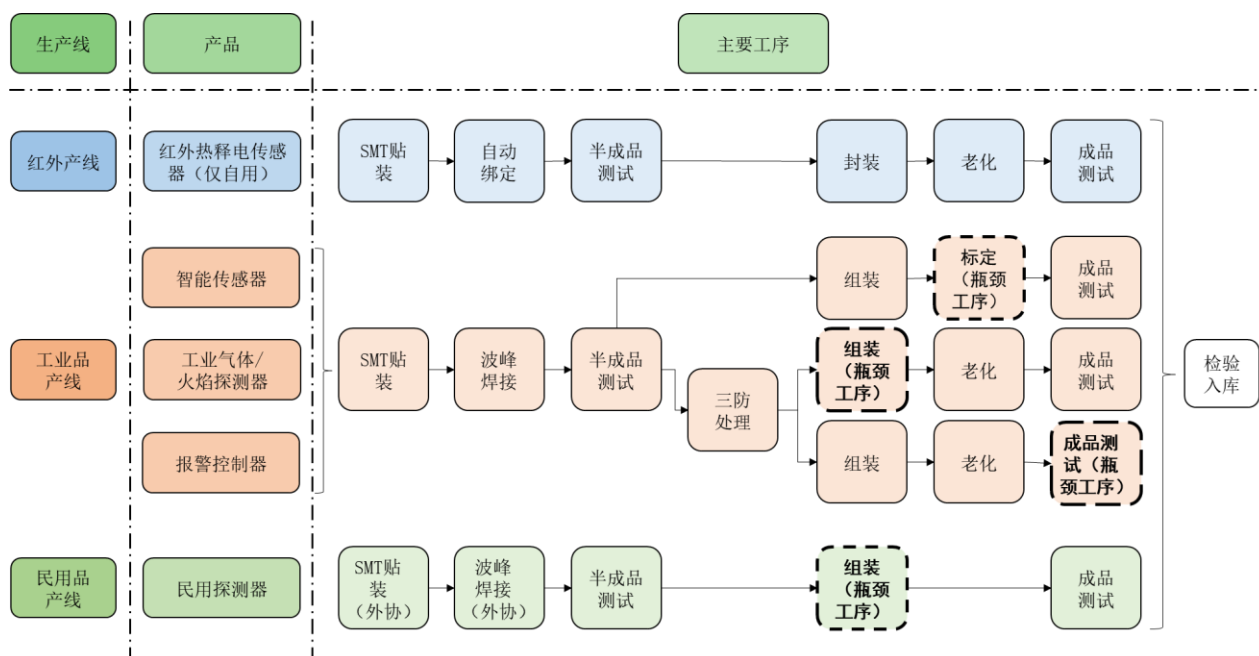 生产线
产品
主要工序
红外产线
红外热释电传感
器（仅自用）
SMT贴
装
自动
绑定
半成品
测试
封装
老化
成品
测试
工业品
产线
智能传感器
工业气体/
火焰探测器
报警控制器
SMT贴
装
波峰
焊接
半成品
测试
组装
标定
（瓶颈
工序）
成品
测试
三防
处理
组装
（瓶颈
工序）
老化
成品
测试
组装
老化
成品测
试（瓶
颈工序）
民用品
产线
民用探测器
SMT贴
装
（外协）
波峰
焊接
（外协）
半成品
测试
组装
（瓶颈
工序）
成品
测试
检验
入库